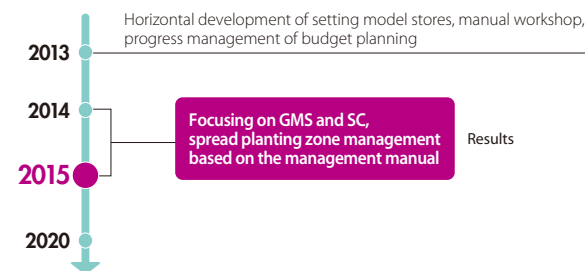 Horizontal development of setting model stores, manual workshop,
progress management of budget planning
2013
2014
Focusing on GMS and SC,
spread planting zone management
based on the management manual
Results
2015
2020